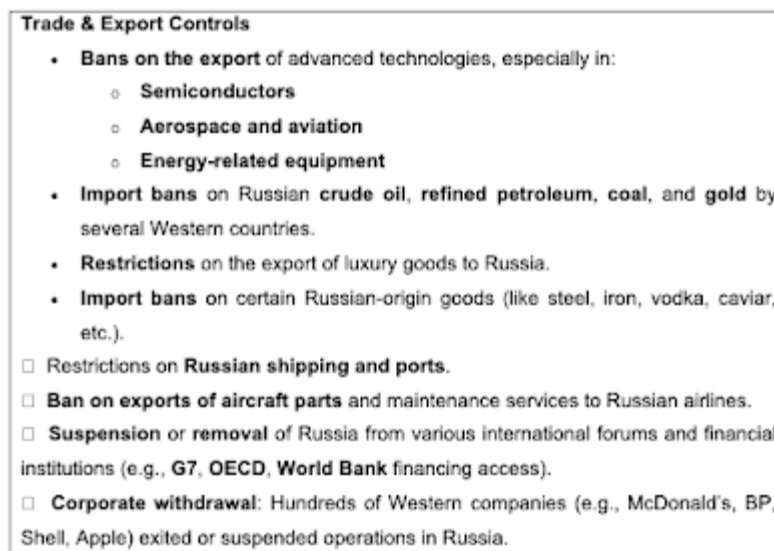 Trade & Export Controls
• Bans on the export of advanced technologies, especially in:
o Semiconductors
o Aerospace and aviation
o Energy-related equipment
• Import bans on Russian crude oil, refined petroleum, coal, and gold by
several Western countries.
• Restrictions on the export of luxury goods to Russia.
• Import bans on certain Russian-origin goods (like steel, iron, vodka, caviar,
etc.).
□ Restrictions on Russian shipping and ports.
□ Ban on exports of aircraft parts and maintenance services to Russian airlines.
□ Suspension or removal of Russia from various international forums and financial
institutions (e.g., G7, OECD, World Bank financing access).
□ Corporate withdrawal: Hundreds of Western companies (e.g., McDonald's, BP,
Shell, Apple) exited or suspended operations in Russia.